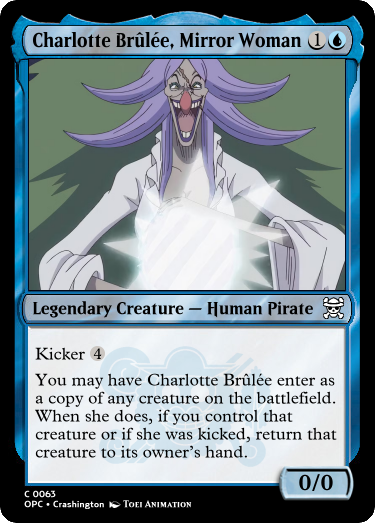 Charlotte Brûlée, Mirror Woman 1
Legendary Creature — Human Pirate
Kicker 4
You may have Charlotte Brûlée enter as
a copy of any creature on the battlefield.
When she does, if you control that
creature or if she was kicked, return that
creature to its owner's hand.
0/0
C 0063
OPC • Crashington TOEI ANIMATION